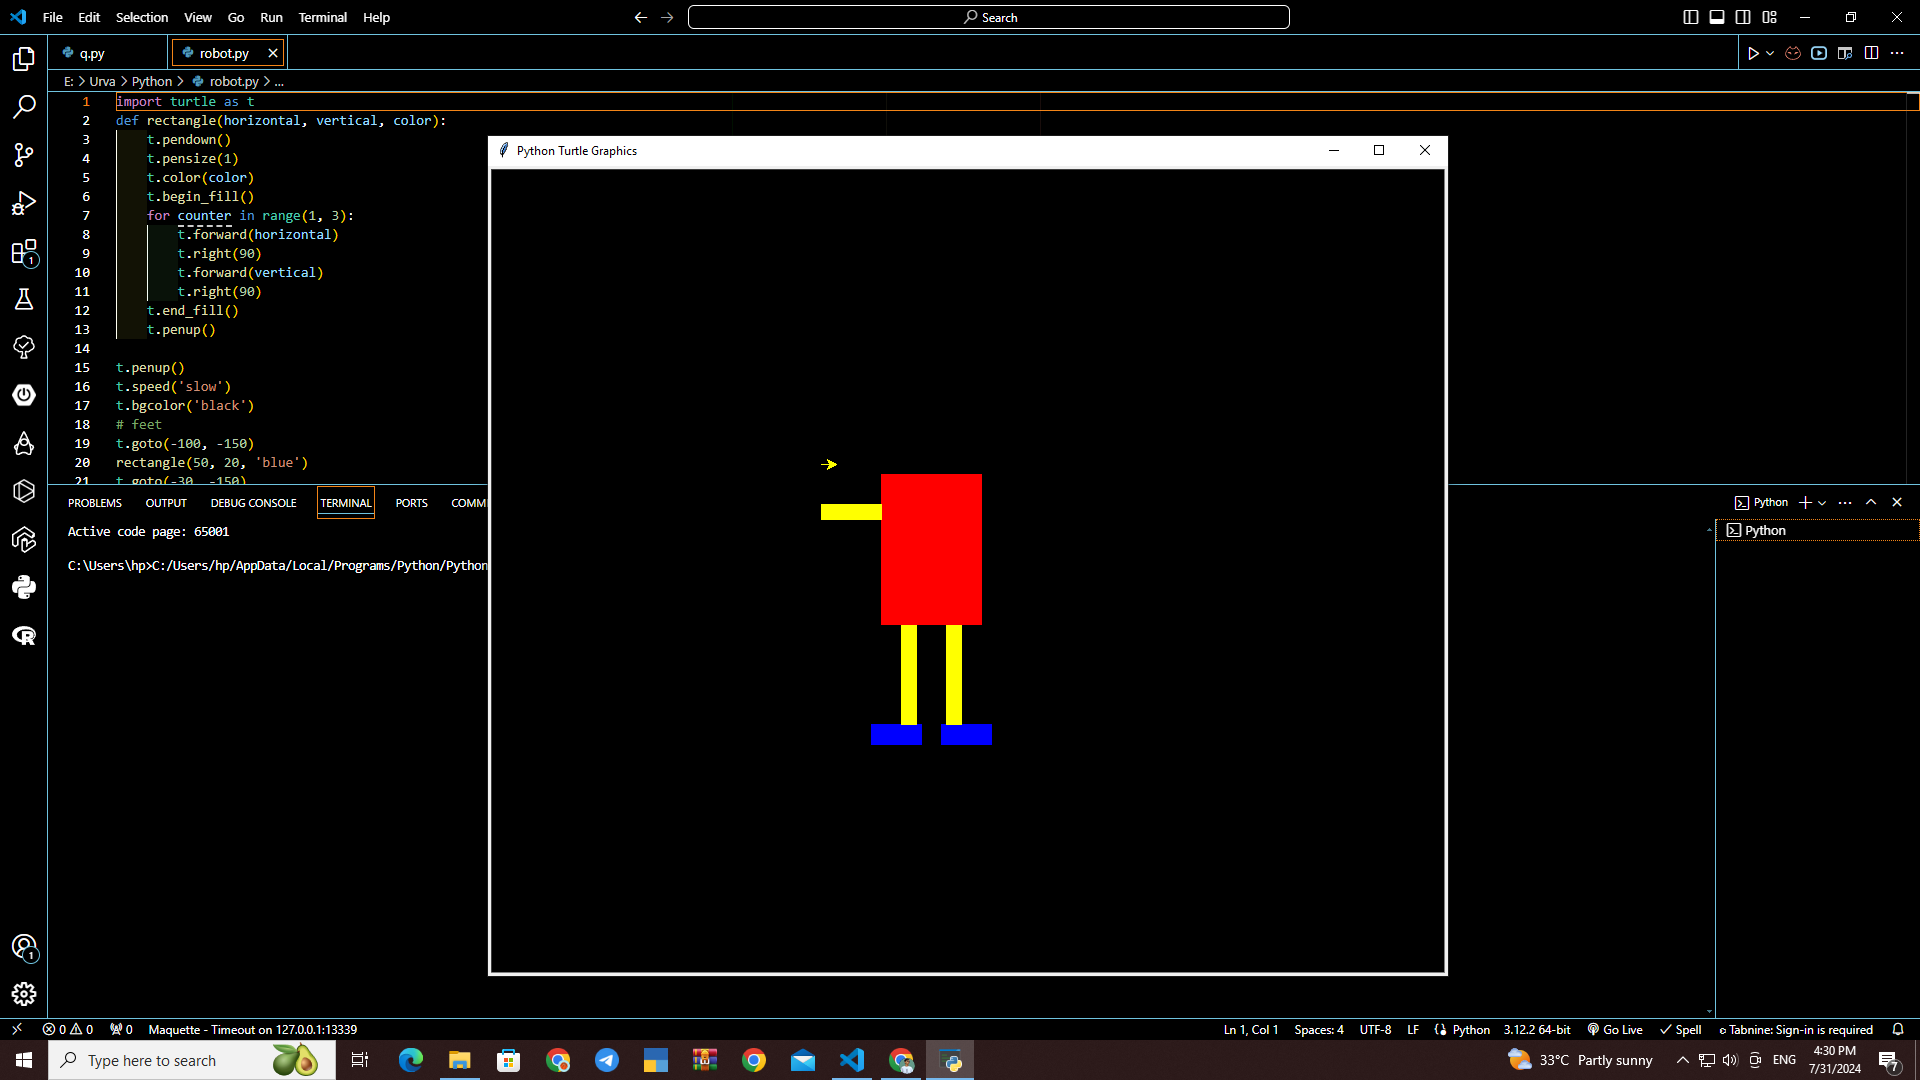 File Edit Selection View Go Run Terminal Help
Search
q.py
robot.py
E: > Urva > Python > robot.py > ...
1 import turtle as t
2 def rectangle(horizontal, vertical, color):
3 t.pendown()
4 t.pensize(1)
5 t.color(color)
6 t.begin_fill()
7 for counter in range(1, 3):
8 t.forward(horizontal)
9 t.right(90)
10 t.forward(vertical)
11 t.right(90)
12 t.end_fill()
13 t.penup()
14
15 t.penup()
16 t.speed('slow')
17 t.bgcolor('black')
18 # feet
19 t.goto(-100, -150)
20 rectangle(50, 20, 'blue')
21 t.goto(-30, -150)
Python Turtle Graphics
PROBLEMS OUTPUT DEBUG CONSOLE TERMINAL PORTS COMM
Python
Python
Active code page: 65001
C:\Users\hp>C:/Users/hp/AppData/Local/Programs/Python/Python
1
1
0 0 0 Maquette - Timeout on 127.0.0.1:13339
Ln 1, Col 1 Spaces: 4 UTF-8 LF Python 3.12.2 64-bit Go Live Spell Tabnine: Sign-in is required
Type here to search
33°C Partly sunny
ENG
4:30 PM
7/31/2024
7